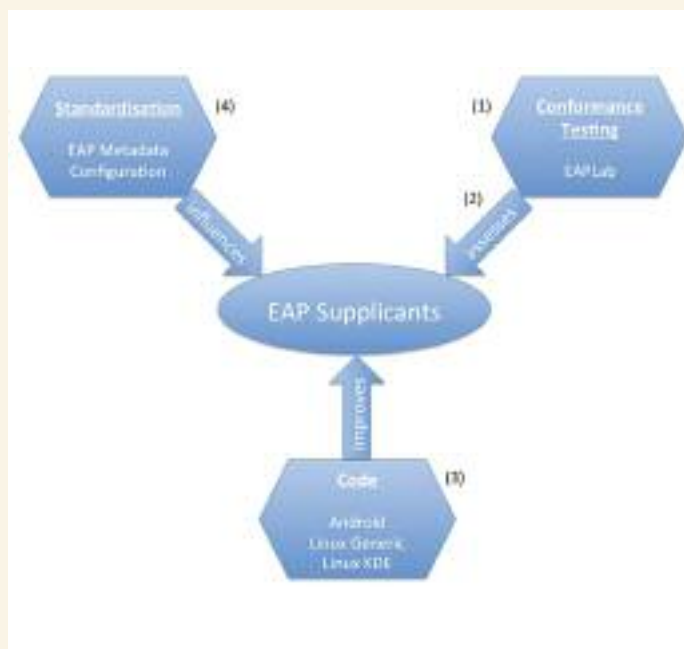 Standardisation
(4)
EAP Metadata
Configuration
(1)
Conformance
Testing
EAPLab
influences
(2)
assesses
EAP Supplicants
improves
Code
(3)
Android
Linux Generic,
Linux KDE